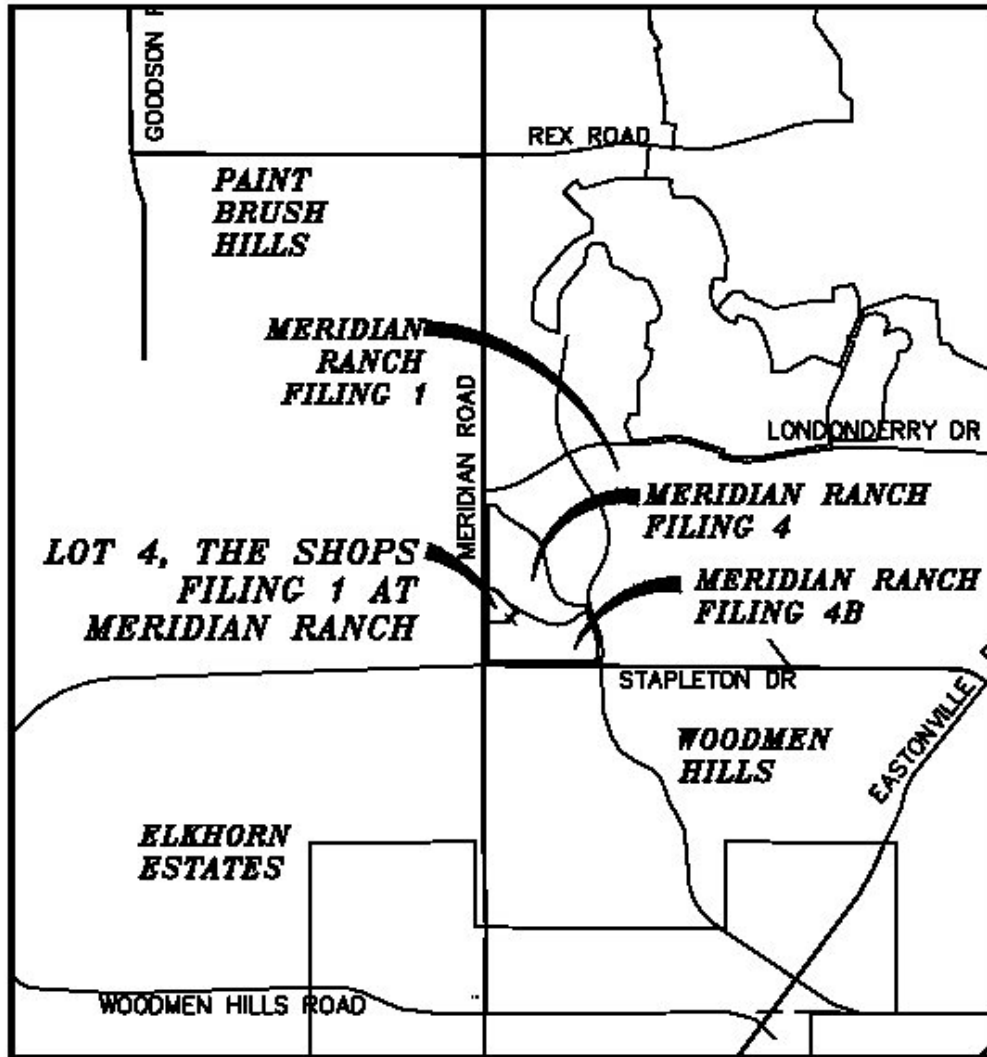 GOODSON
REX ROAD
PAINT
BRUSH
HILLS
MERIDIAN
RANCH
FILING 1
MERIDIAN ROAD
LONDONDERRY DR
MERIDIAN RANCH
FILING 4
LOT 4, THE SHOPS
FILING 1 AT
MERIDIAN RANCH
MERIDIAN RANCH
FILING 4B
STAPLETON DR
EASTONVILLE
WOODMEN
HILLS
ELKHORN
ESTATES
WOODMEN HILLS ROAD